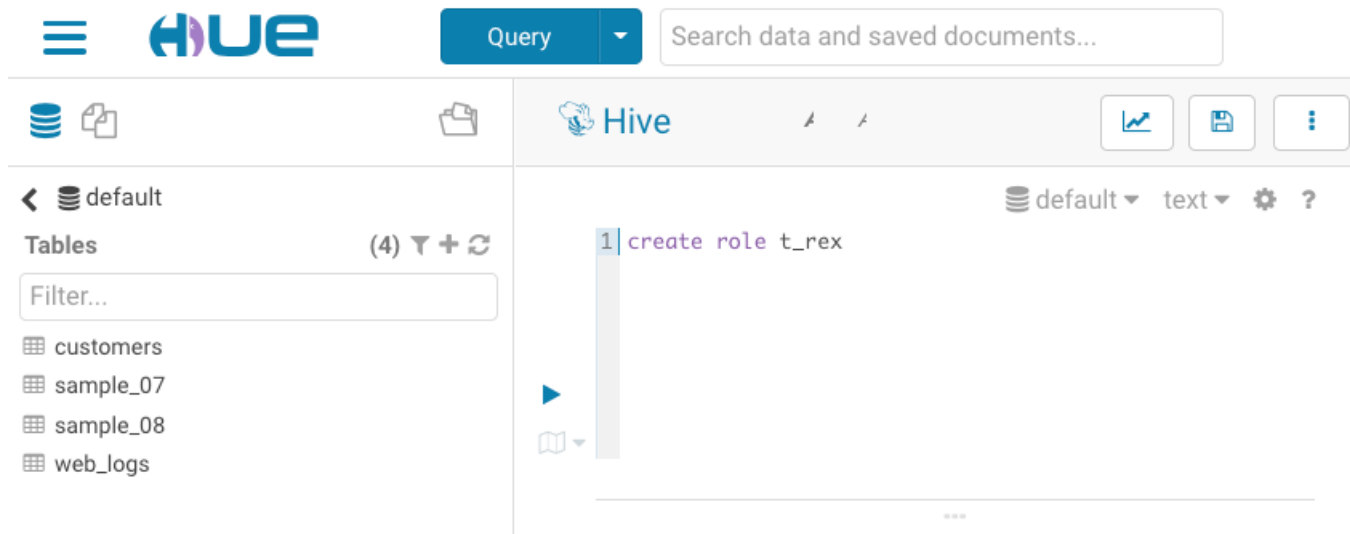 HUE
Query
Search data and saved documents...
Hive
default
Tables
(4)
Filter...
customers
sample_07
sample_08
web_logs
default
text
?
1 create role t_rex